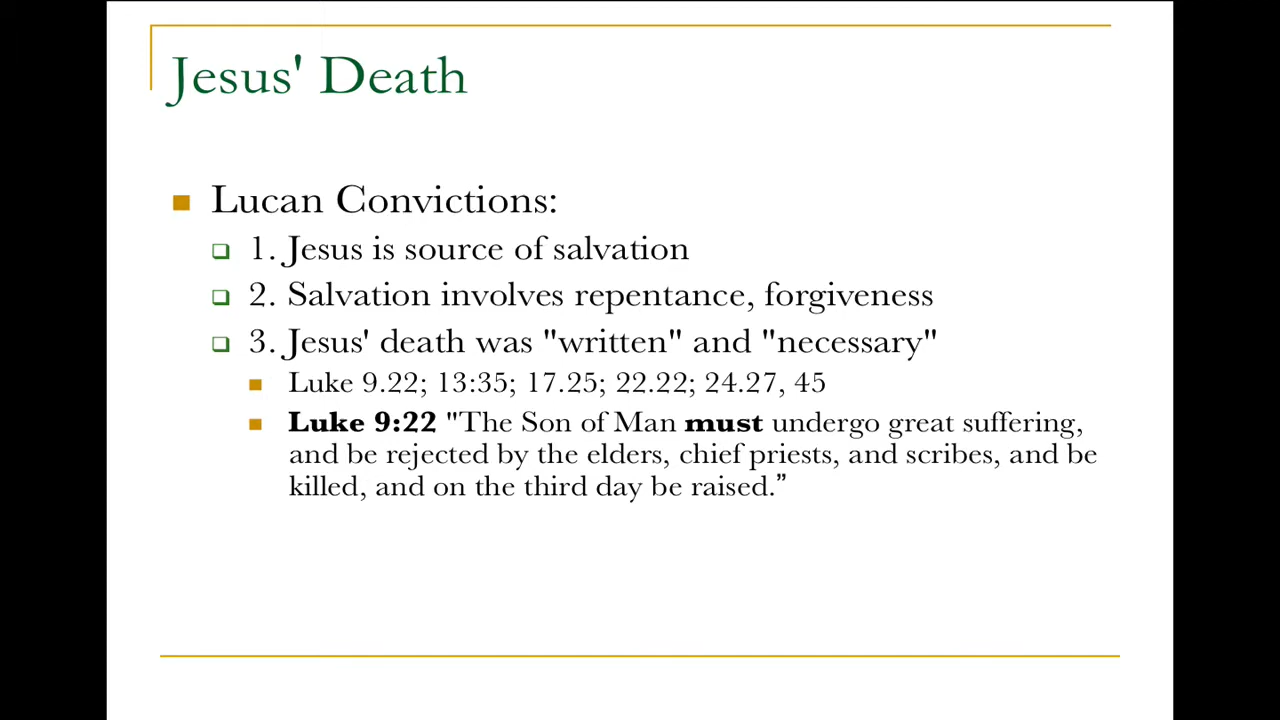 Jesus' Death
Lucan Convictions:
1. Jesus is source of salvation
2. Salvation involves repentance, forgiveness
3. Jesus' death was "written" and "necessary"
Luke 9.22; 13:35; 17.25; 22.22; 24.27, 45
Luke 9:22 "The Son of Man must undergo great suffering,
and be rejected by the elders, chief priests, and scribes, and be
killed, and on the third day be raised.”